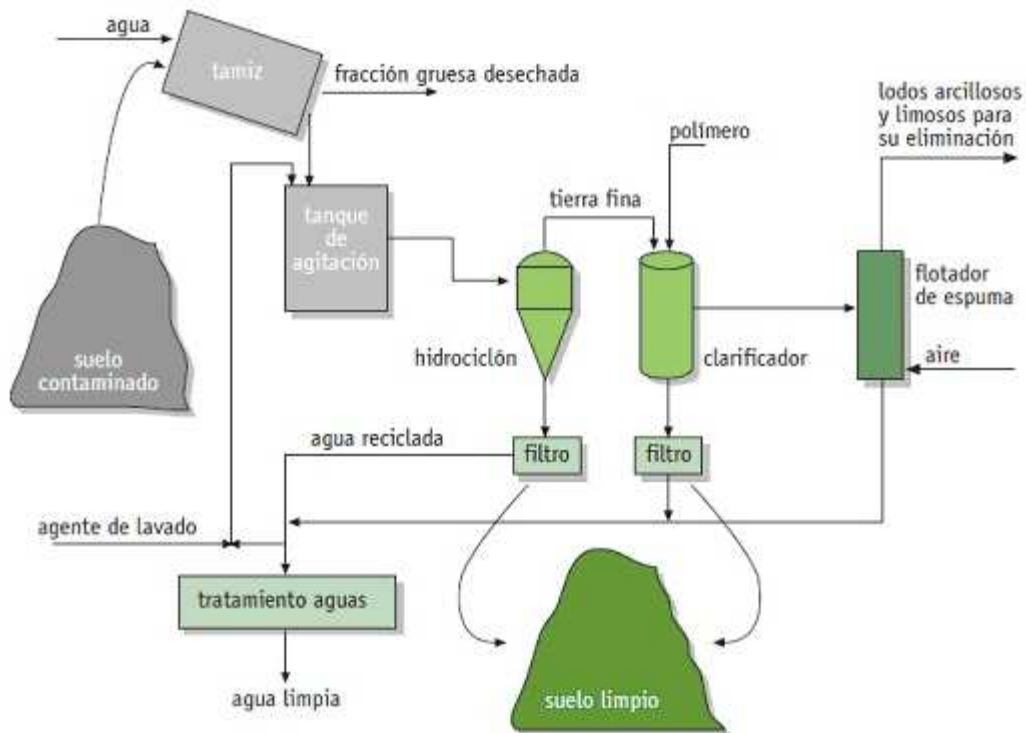 agua
tamiz
fracción gruesa desechada
lodos arcillosos
y limosos para
su eliminación
polímero
tierra fina
tanque
de
agitación
flotador
de espuma
suelo
contaminado
hidrociclón
clarificador
aire
agua reciclada
filtro
filtro
agente de lavado
tratamiento aguas
agua limpia
suelo limpio